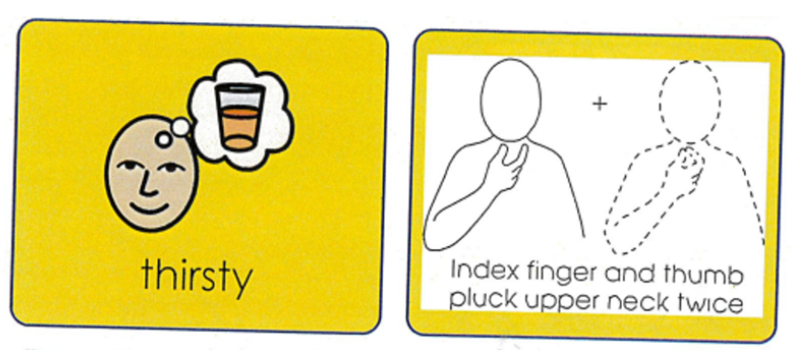 thirsty
+
Index finger and thumb
pluck upper neck twice